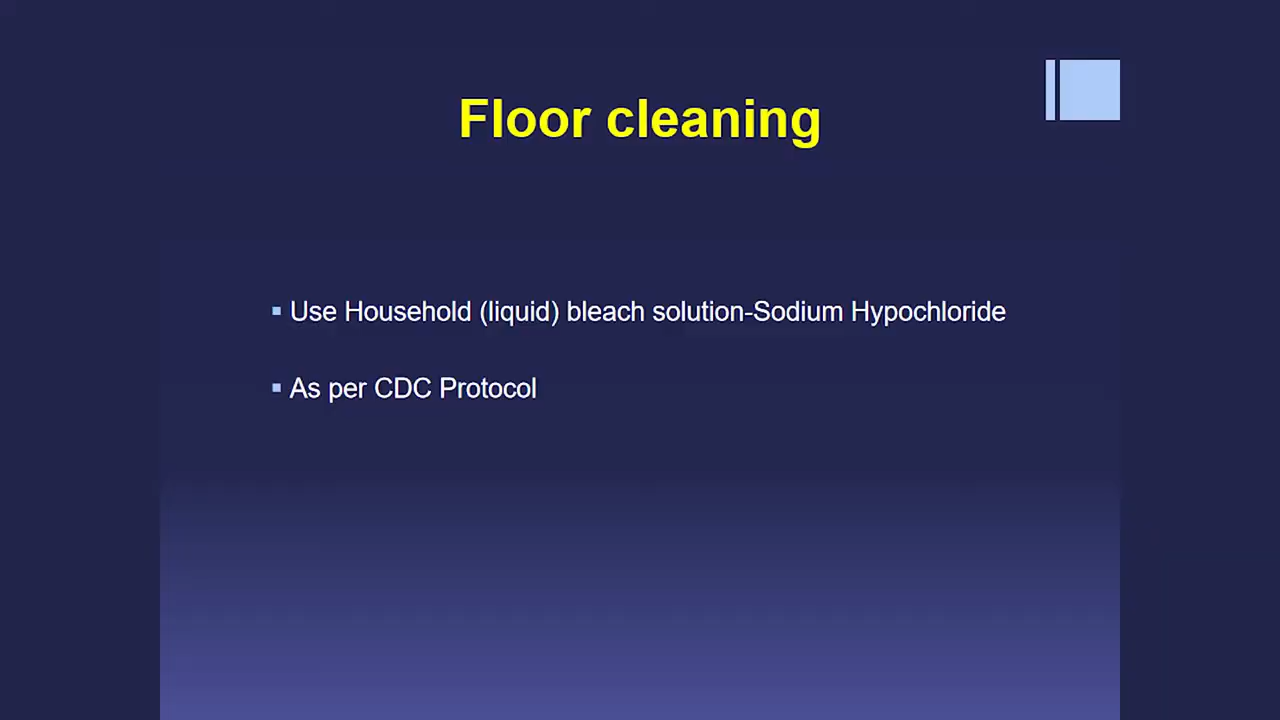 Floor cleaning
▪ Use Household (liquid) bleach solution-Sodium Hypochloride
▪ As per CDC Protocol